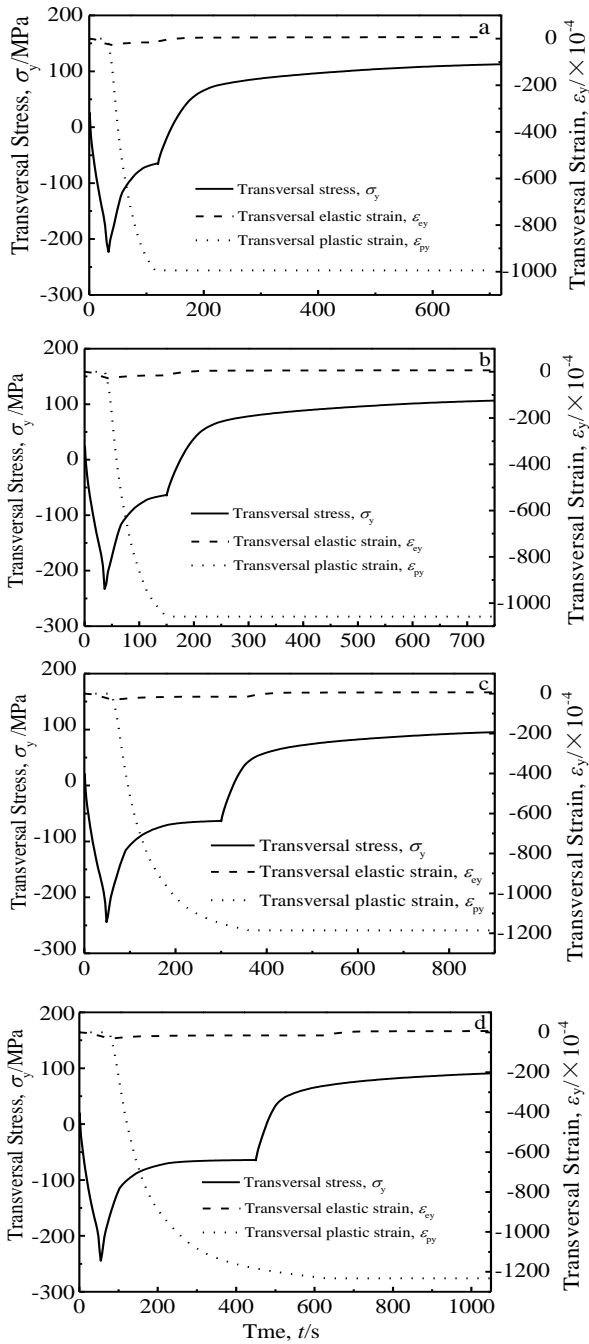 a
Transversal Stress, σy/MPa
200
150
100
0
-100
-200
-300
0
-200
-400
-600
-800
-1000
Transversal Strain, εy/×10-4
Transversal stress, σy
Transversal elastic strain, εey
Transversal plastic strain, εpy
0 200 400 600
b
Transversal Stress, σy/MPa
200
100
0
-100
-200
-300
0
-200
-400
-600
-800
-1000
Transversal Strain, εy/×10-4
Transversal stress, σy
Transversal elastic strain, εey
Transversal plastic strain, εpy
0 100 200 300 400 500 600 700
c
Transversal Stress, σy/MPa
200
100
0
-100
-200
-300
0
-200
-400
-600
-800
-1000
-1200
Transversal Strain, εy/×10-4
Transversal stress, σy
Transversal elastic strain, εey
Transversal plastic strain, εpy
0 200 400 600 800
d
Transversal Stress, σy/MPa
200
100
0
-100
-200
-300
0
-200
-400
-600
-800
-1000
-1200
Transversal Strain, εy/×10-4
Transversal stress, σy
Transversal elastic strain, εey
Transversal plastic strain, εpy
0 200 400 600 800 1000
Tme, t/s